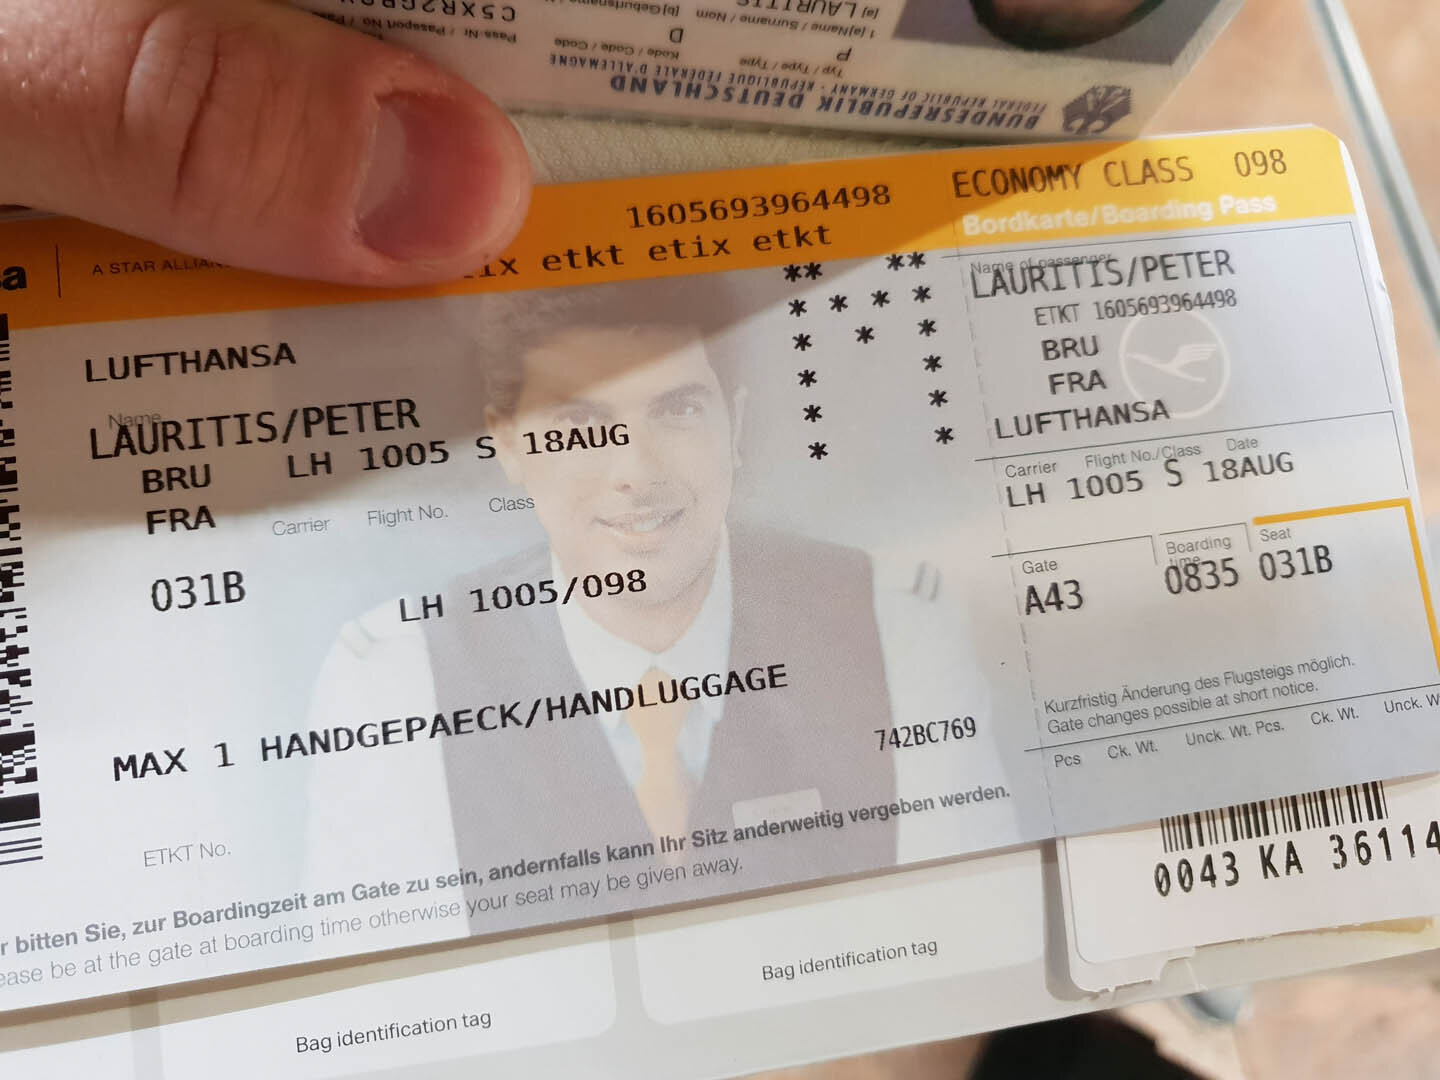 C5XR2
Pass-Nr. / Passport No / Pass
[a] LAURITIS
1 [a]Name / Surname / Nom
D
P
Kode / Code / Code
Typ / Type / Type
FEDERAL REPUBLIC OF GERMANY · REPUBLIQUE FEDERALE D'ALLEMAGNE
BUNDESREPUBLIK DEUTSCHLAND
1605693964498
ECONOMY CLASS 098
Bordkarte/Boarding Pass
sa
A STAR ALLIAN
ix etkt etix etkt
** **
* * * *
* * *
* *
* *
* *
LUFTHANSA
Name
LAURITIS/PETER
BRU LH 1005 S 18AUG
FRA Carrier Flight No. Class
031B LH 1005/098
MAX 1 HANDGEPAECK/HANDLUGGAGE
742BC769
ETKT No.
r bitten Sie, zur Boardingzeit am Gate zu sein, andernfalls kann Ihr Sitz anderweitig vergeben werden.
ease be at the gate at boarding time otherwise your seat may be given away.
Name of passenger
LAURITIS/PETER
ETKT 1605693964498
BRU
FRA
LUFTHANSA
Carrier Flight No./Class Date
LH 1005 S 18AUG
Gate Boarding time Seat
A43 0835 031B
Kurzfristig Änderung des Flugsteigs möglich.
Gate changes possible at short notice.
Pcs Ck. Wt. Unck. Wt. Pcs. Ck. Wt. Unck. W
0043 KA 36114
Bag identification tag
Bag identification tag